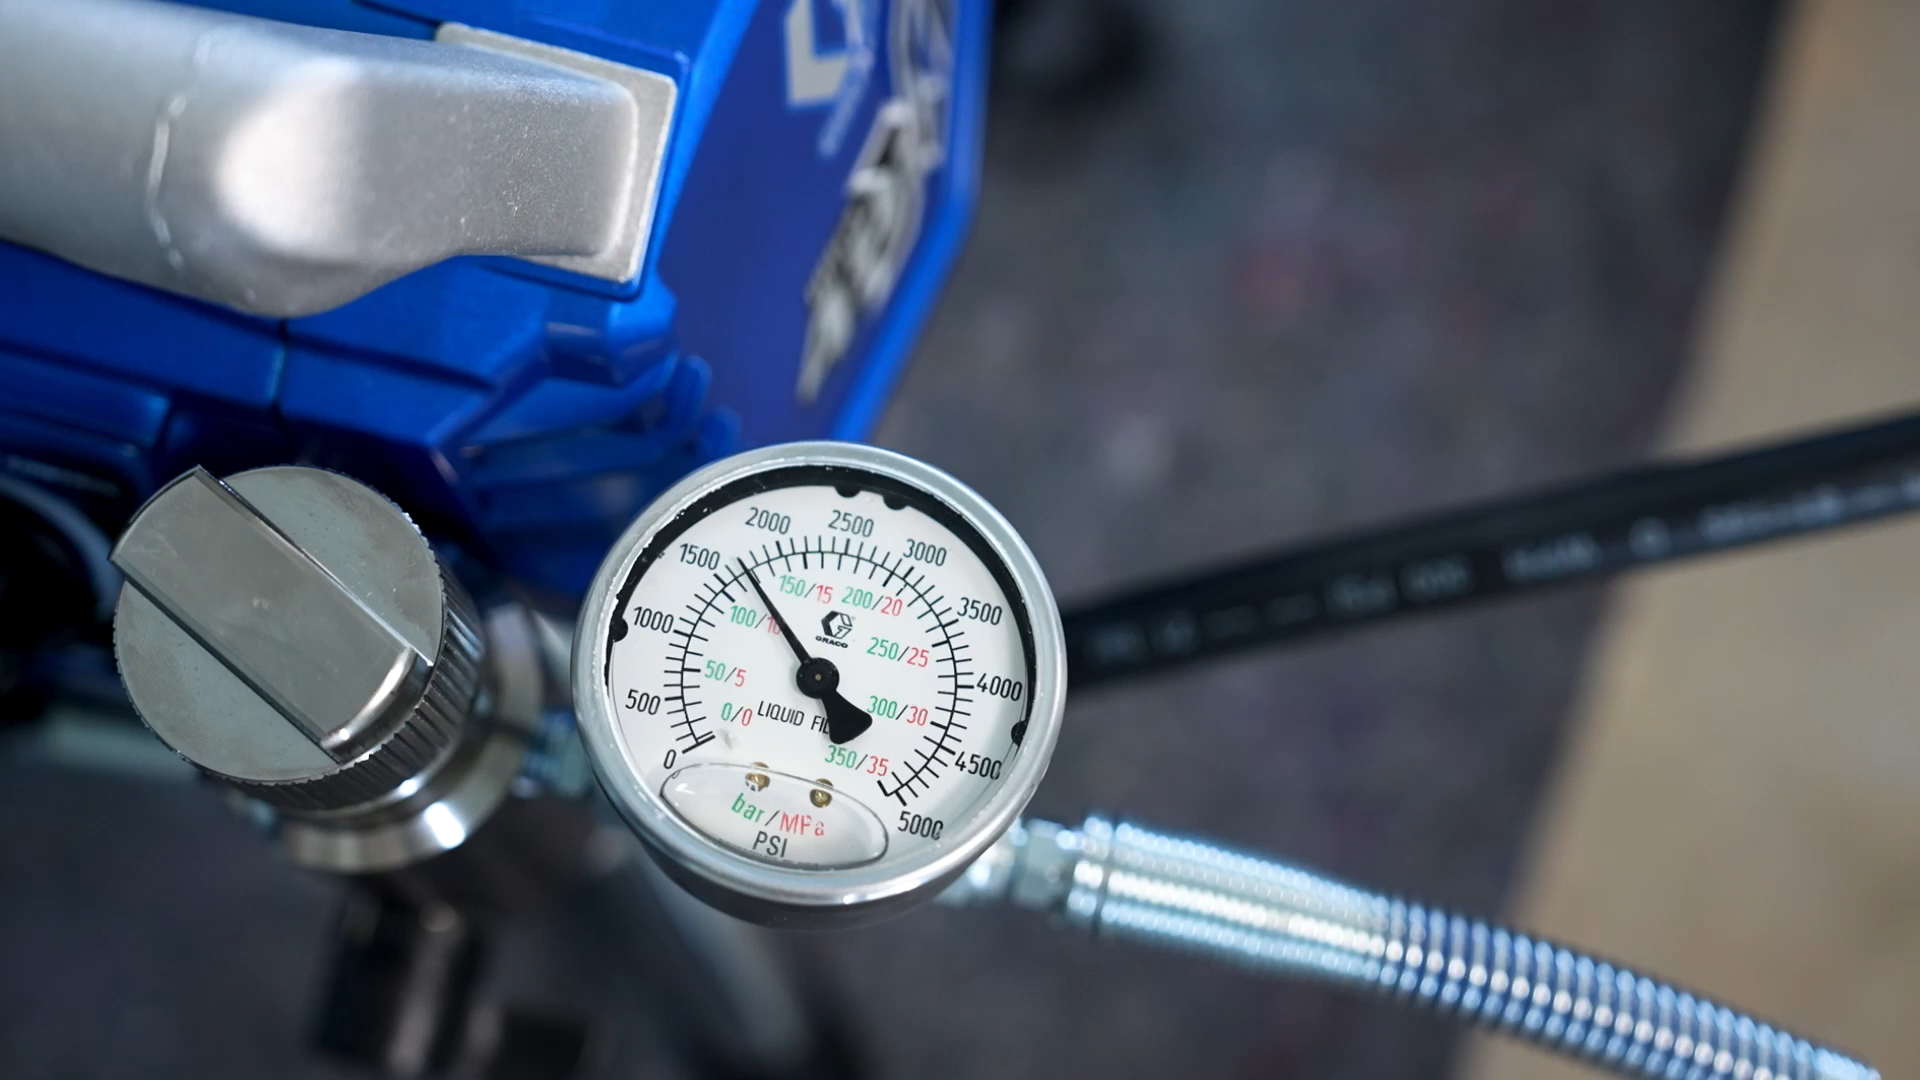 2000 2500
1500 3000
150/15 200/20
100/10 3500
1000 GRACO
250/25
50/5 4000
500 300/30
0/0 LIQUID FIL
350/35 4500
0
bar/MPa 5000
PSI